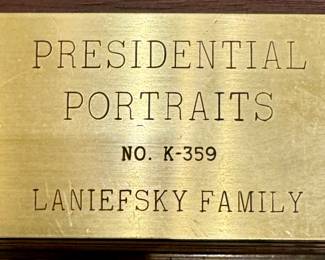 PRESIDENTIAL
PORTRAITS
NO. K-359
LANIEFSKY FAMILY